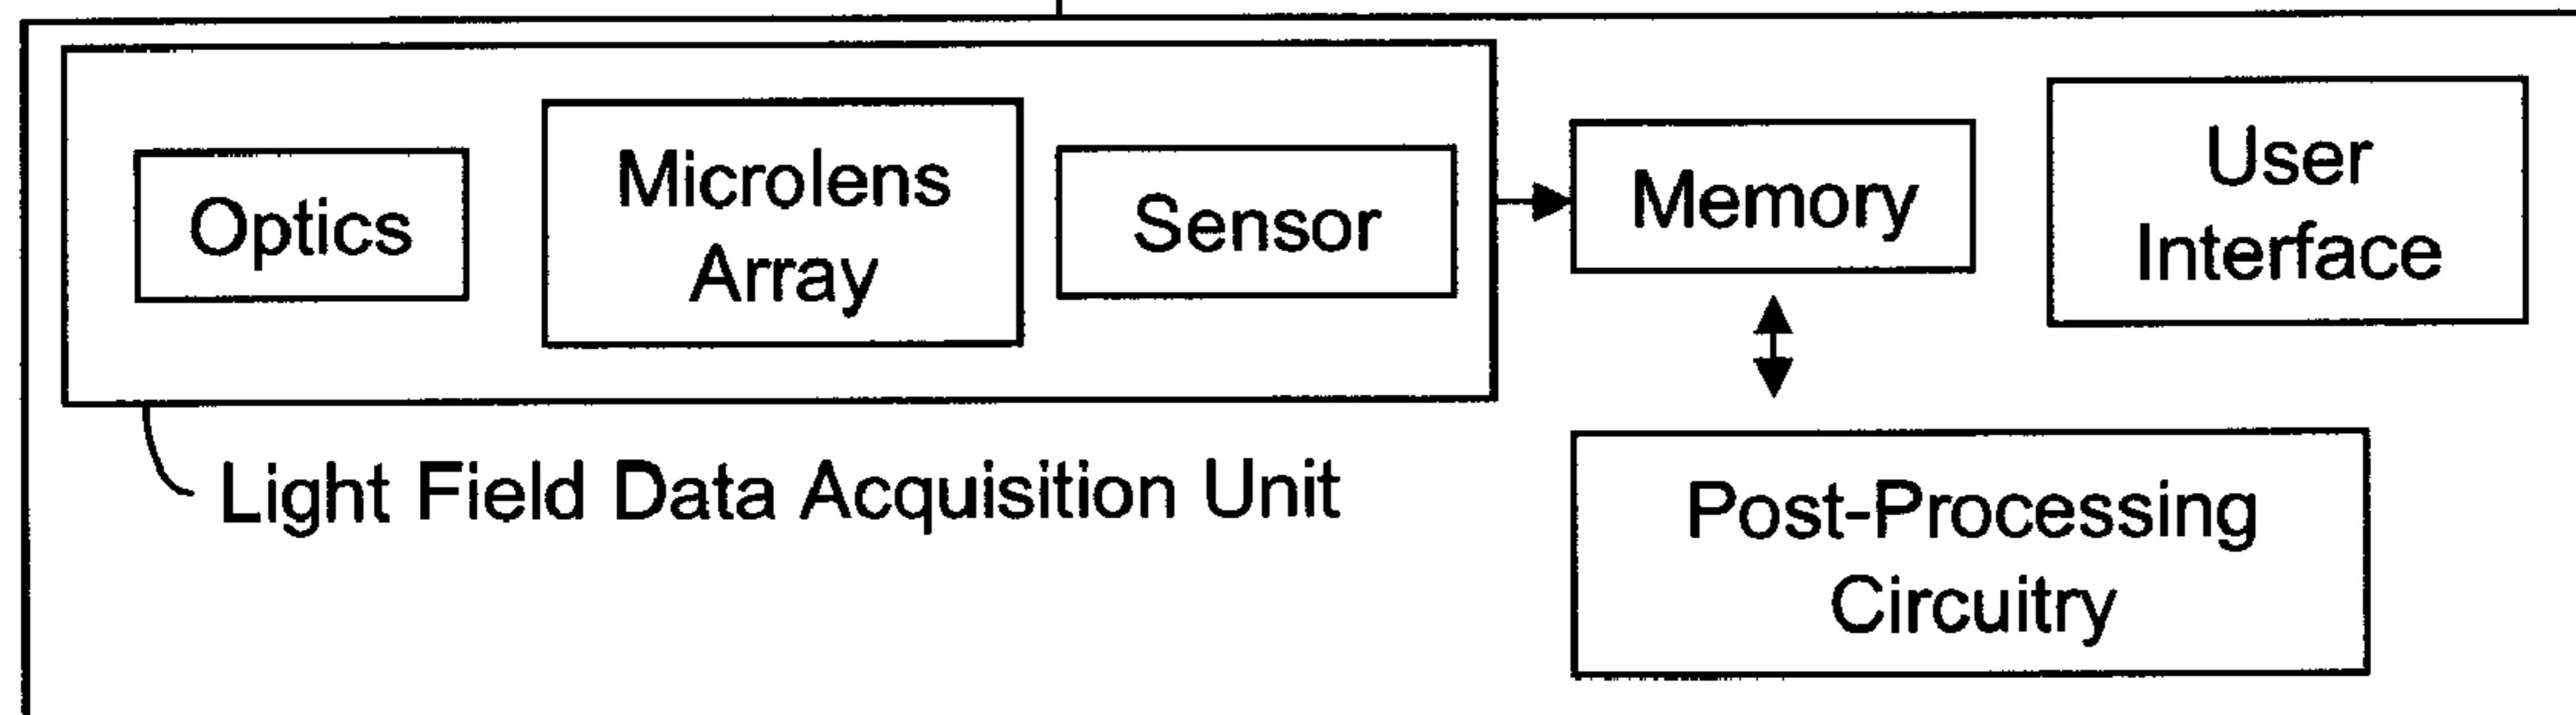 Optics
Microlens
Array
Sensor
Memory
User
Interface
Light Field Data Acquisition Unit
Post-Processing
Circuitry